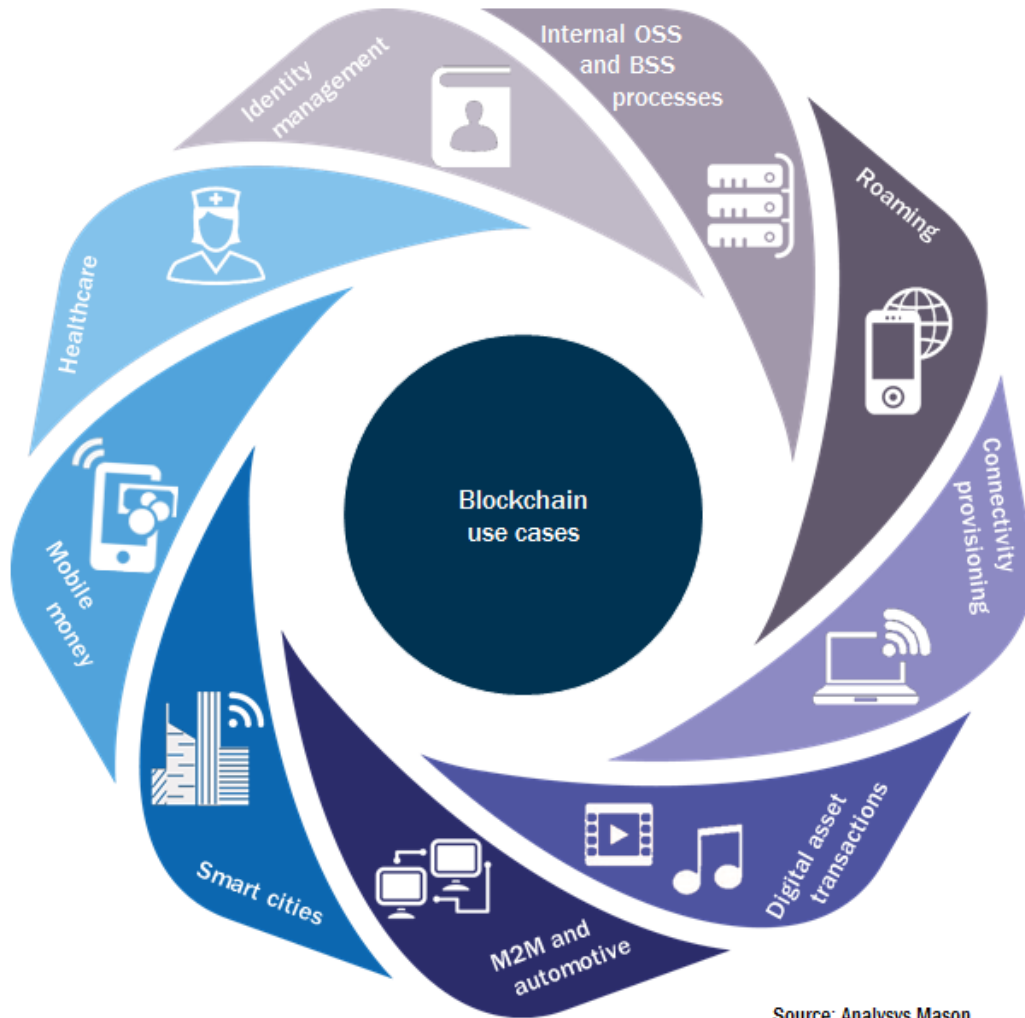 Internal OSS
and BSS
processes
Roaming
Connectivity
provisioning
Digital asset
transactions
M2M and
automotive
Smart cities
Mobile
money
Healthcare
Identity
management
Blockchain
use cases
Source: Analysys Mason